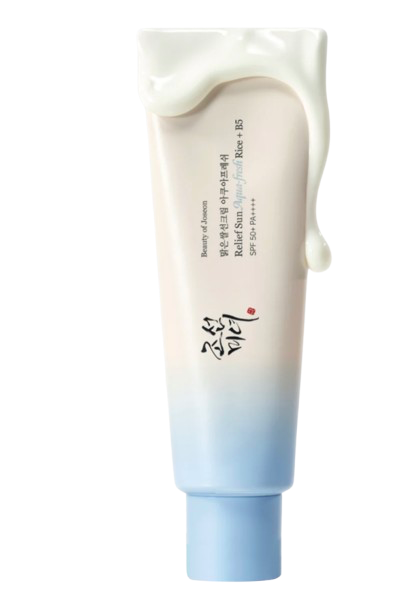 Beauty of Joseon
맑은쌀선크림 아쿠아프레쉬
Relief Sun Aqua-fresh Rice + B5
SPF 50+ PA++++
조선
미녀